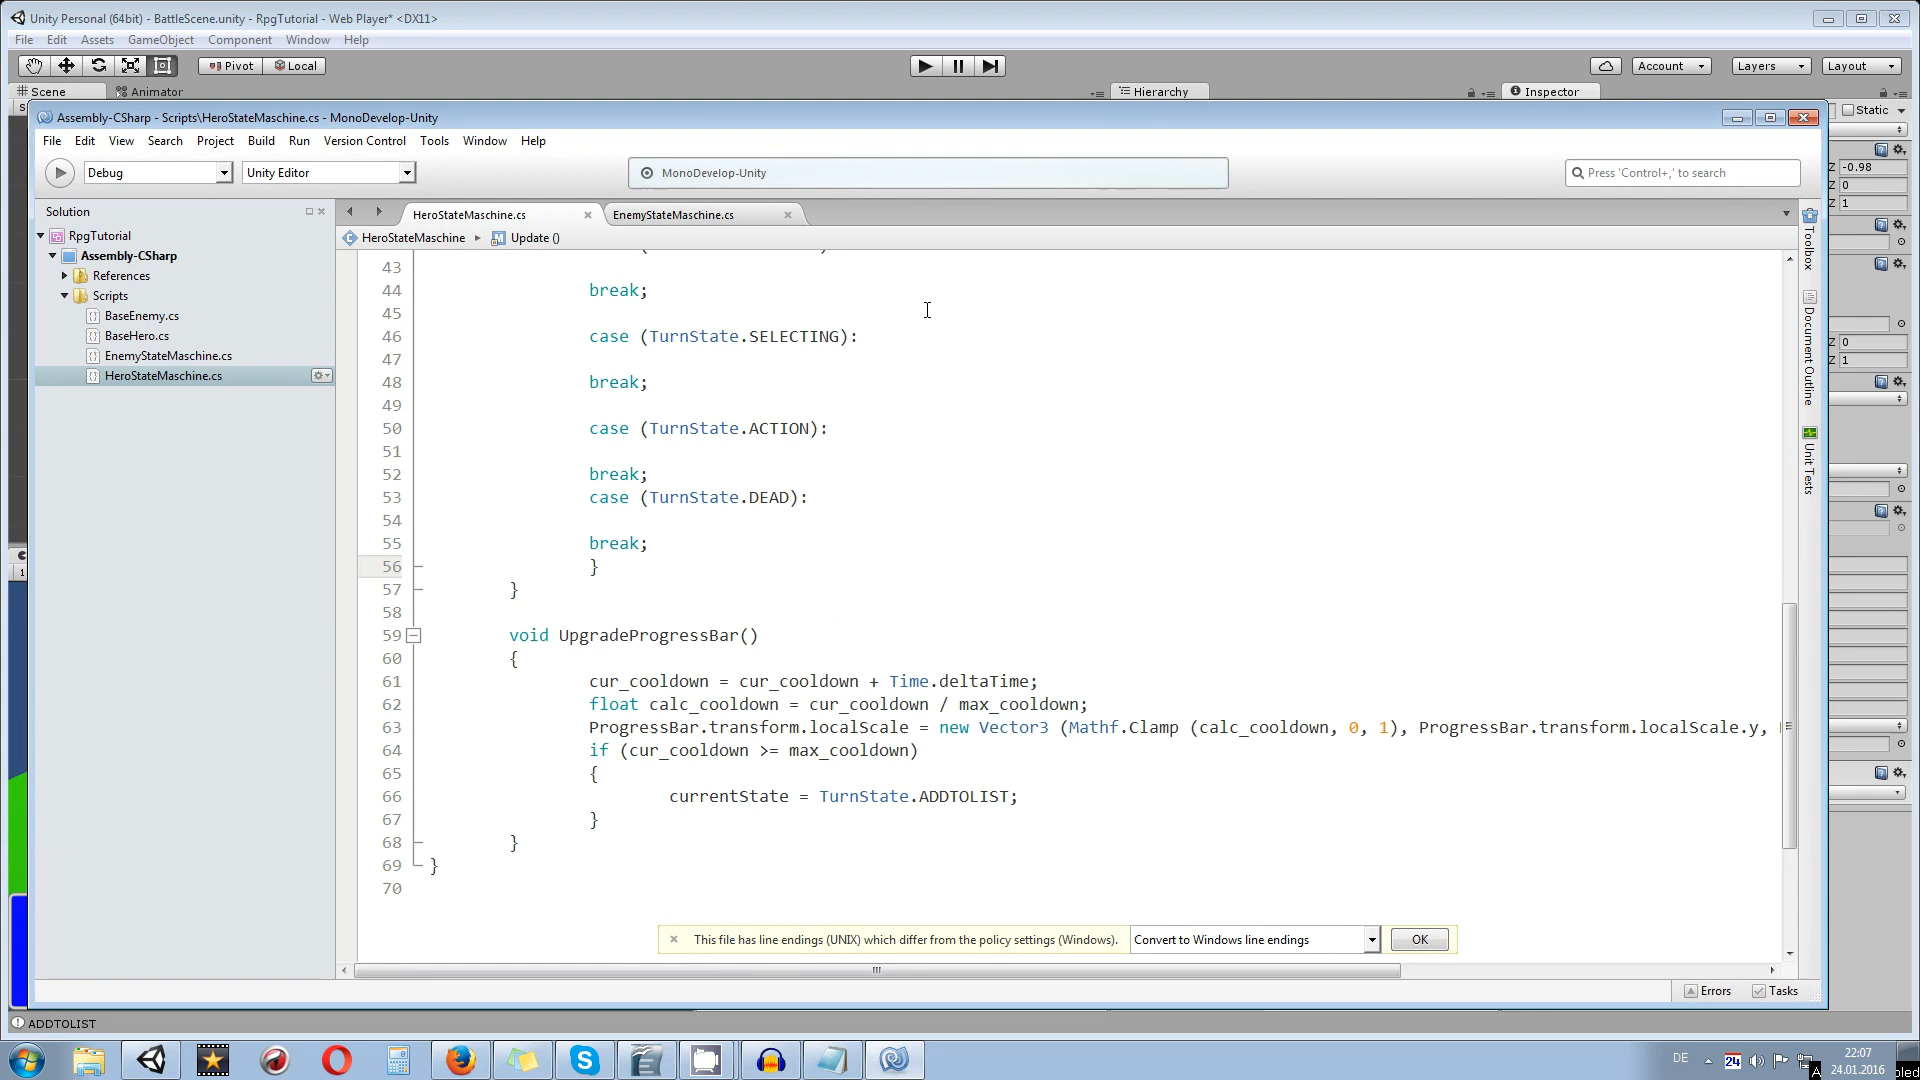 Unity Personal (64bit) - BattleScene.unity - RpgTutorial - Web Player* <DX11>
File Edit Assets GameObject Component Window Help
Pivot Local Account Layers Layout
Scene Animator Hierarchy Inspector
Static
Assembly-CSharp - Scripts\HeroStateMaschine.cs - MonoDevelop-Unity
File Edit View Search Project Build Run Version Control Tools Window Help
Debug Unity Editor MonoDevelop-Unity Press 'Control+,' to search
Z -0.98
Z 0
Z 1
Z 0
Z 1
Solution
RpgTutorial
Assembly-CSharp
References
Scripts
BaseEnemy.cs
BaseHero.cs
EnemyStateMaschine.cs
HeroStateMaschine.cs
HeroStateMaschine.cs EnemyStateMaschine.cs
HeroStateMaschine Update ()
43
44 break;
45
46 case (TurnState.SELECTING):
47
48 break;
49
50 case (TurnState.ACTION):
51
52 break;
53 case (TurnState.DEAD):
54
55 break;
56 }
57 }
58
59 void UpgradeProgressBar()
60 {
61 cur_cooldown = cur_cooldown + Time.deltaTime;
62 float calc_cooldown = cur_cooldown / max_cooldown;
63 ProgressBar.transform.localScale = new Vector3 (Mathf.Clamp (calc_cooldown, 0, 1), ProgressBar.transform.localScale.y,
64 if (cur_cooldown >= max_cooldown)
65 {
66 currentState = TurnState.ADDTOLIST;
67 }
68 }
69 }
70
This file has line endings (UNIX) which differ from the policy settings (Windows). Convert to Windows line endings OK
Toolbox
Document Outline
Unit Tests
Errors Tasks
ADDTOLIST
DE 24 22:07
24.01.2016